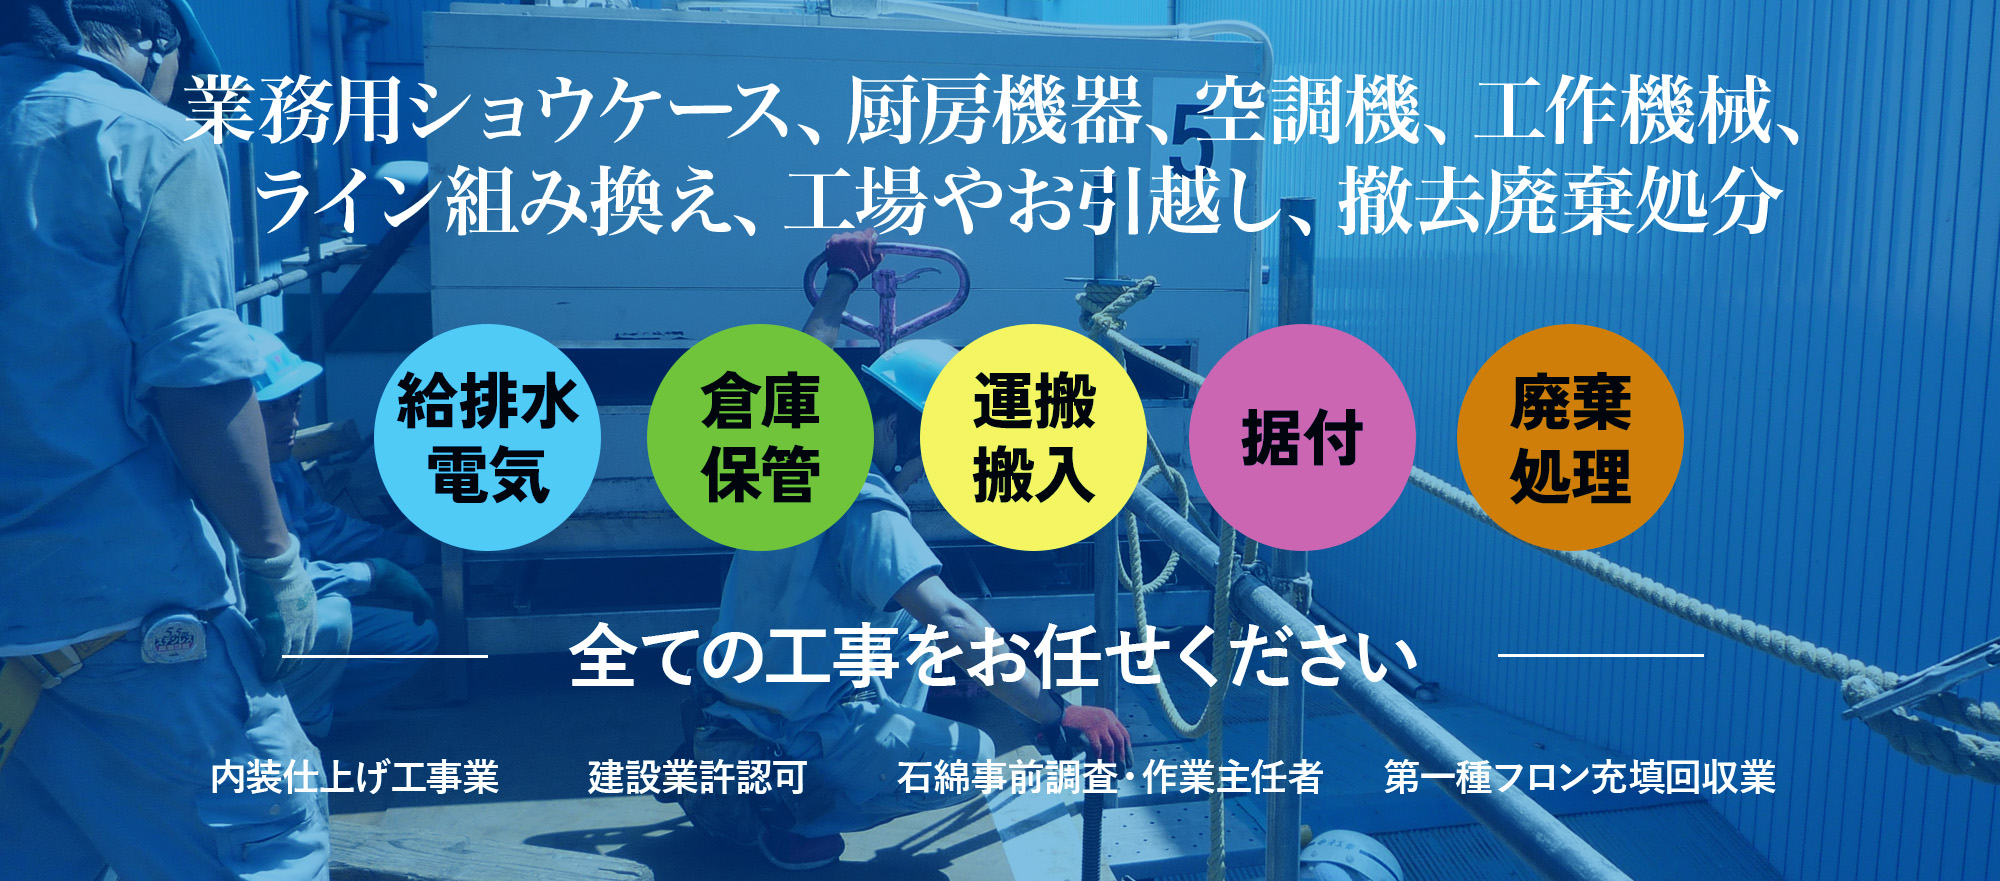 業務用ショウケース、厨房機器、空調機、工作機械、
ライン組み換え、工場やお引越し、撤去廃棄処分
5
給排水
電気
倉庫
保管
運搬
搬入
据付
廃棄
処理
全ての工事をお任せください
内装仕上げ工事業
建設業許認可
石綿事前調査・作業主任者
第一種フロン充填回収業
5.5m